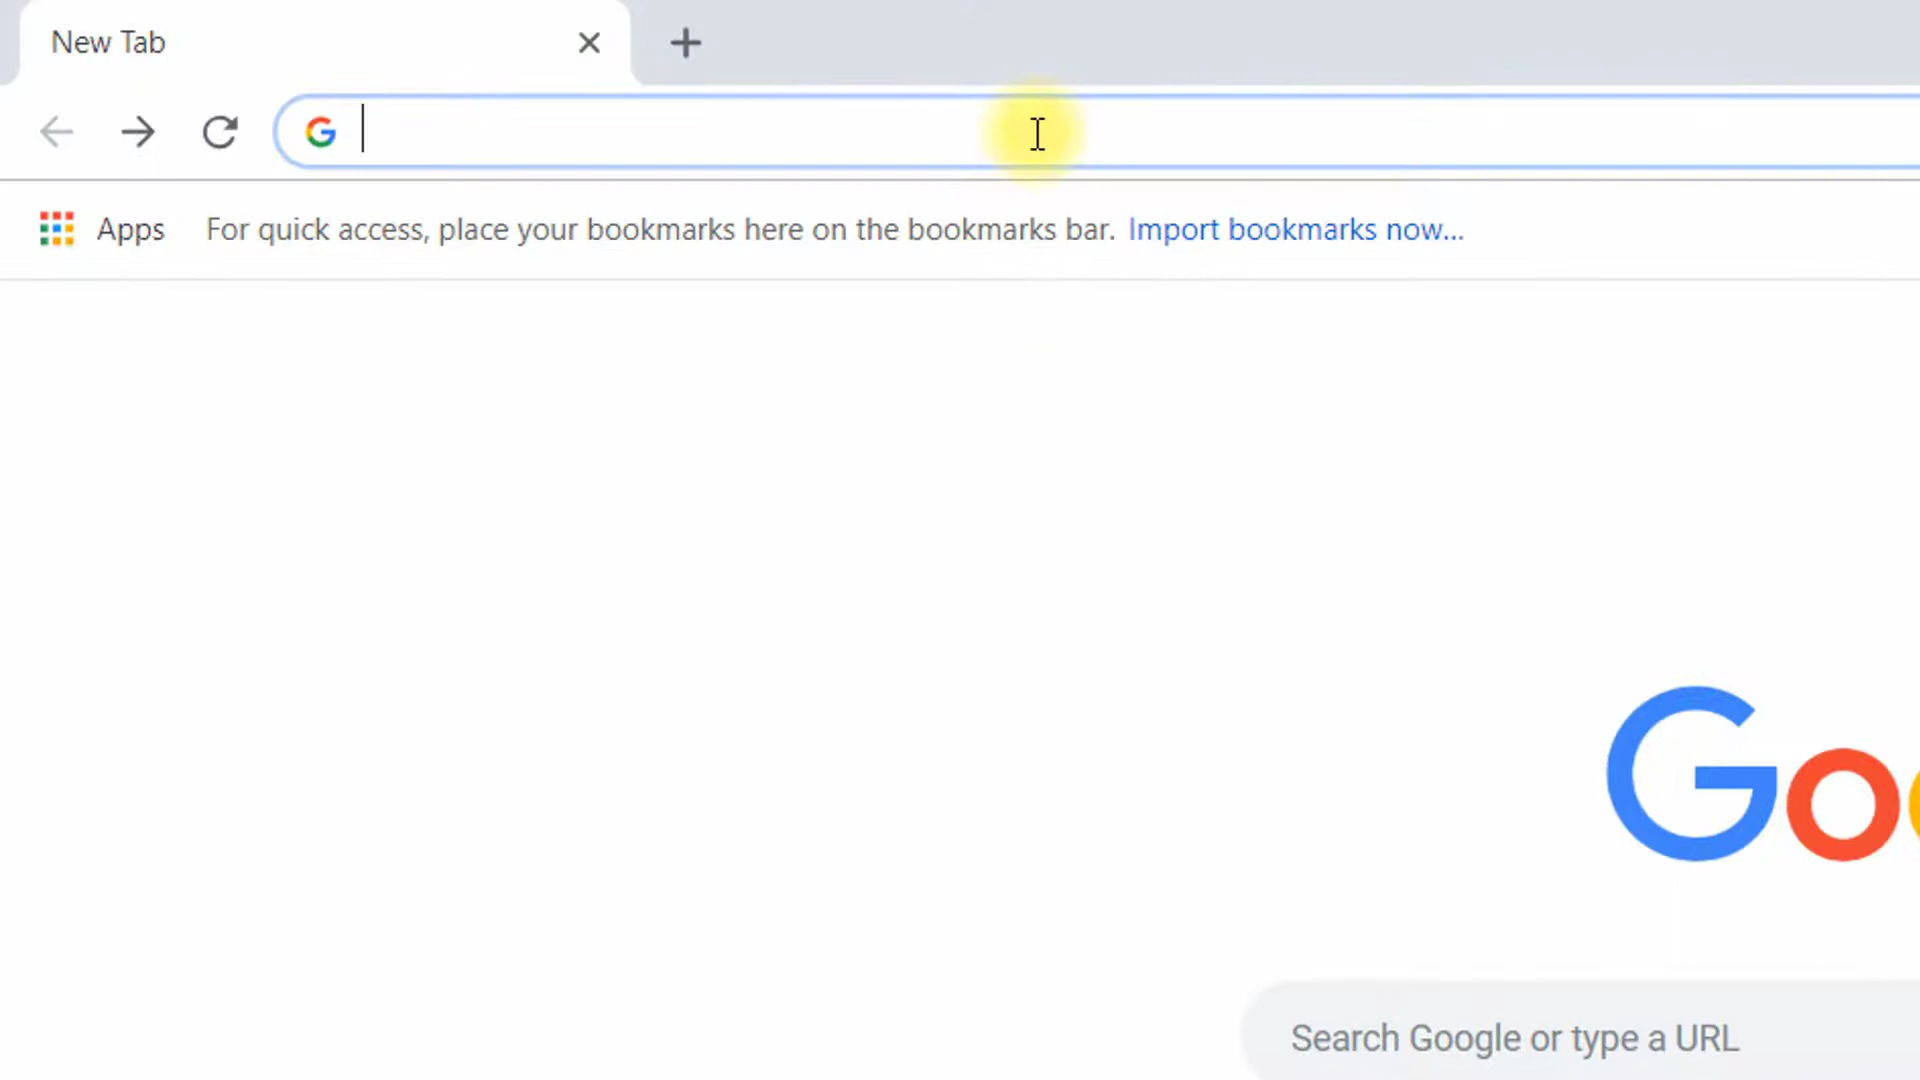 New Tab
Apps
For quick access, place your bookmarks here on the bookmarks bar. Import bookmarks now...
Goo
Search Google or type a URL